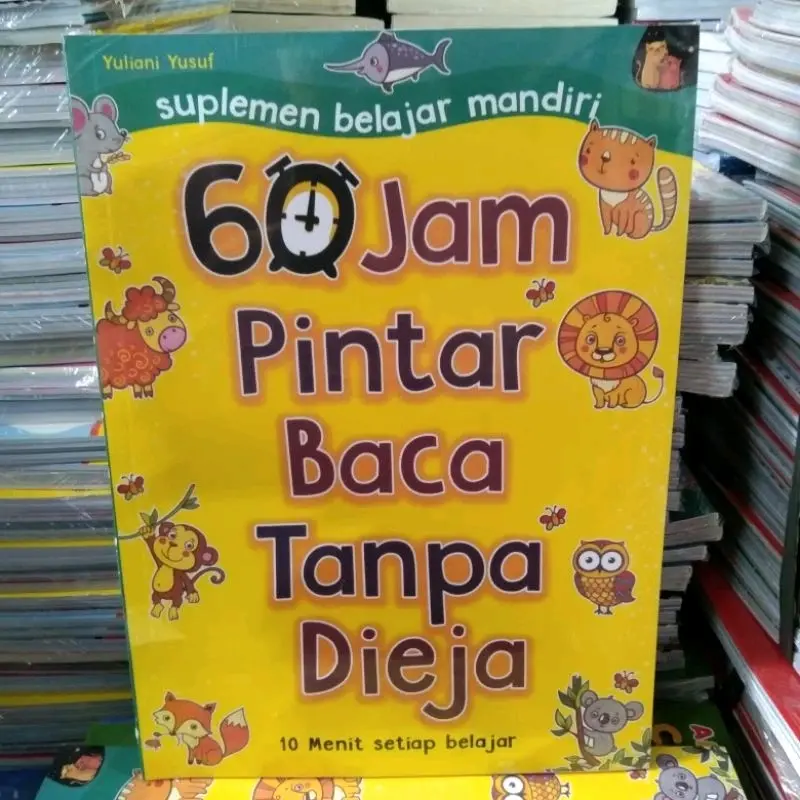 Yuliani Yusuf
suplemen belajar mandiri
60 Jam
Pintar
Baca
Tanpa
Dieja
10 Menit setiap belajar